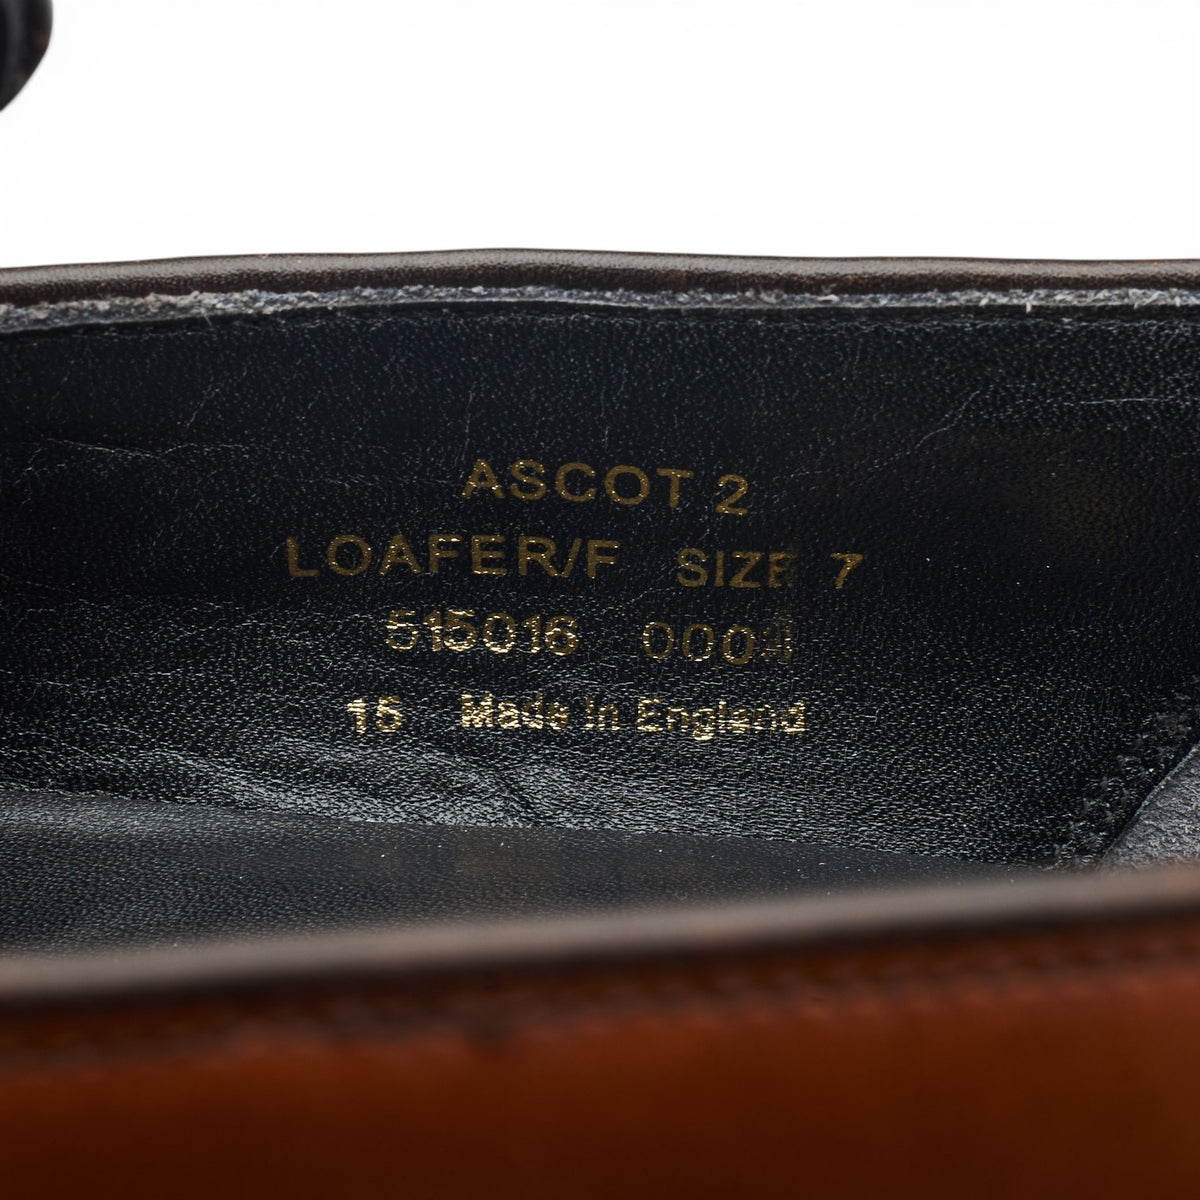 ASCOT 2
LOAFER/F SIZE 7
515016
15 Made in England